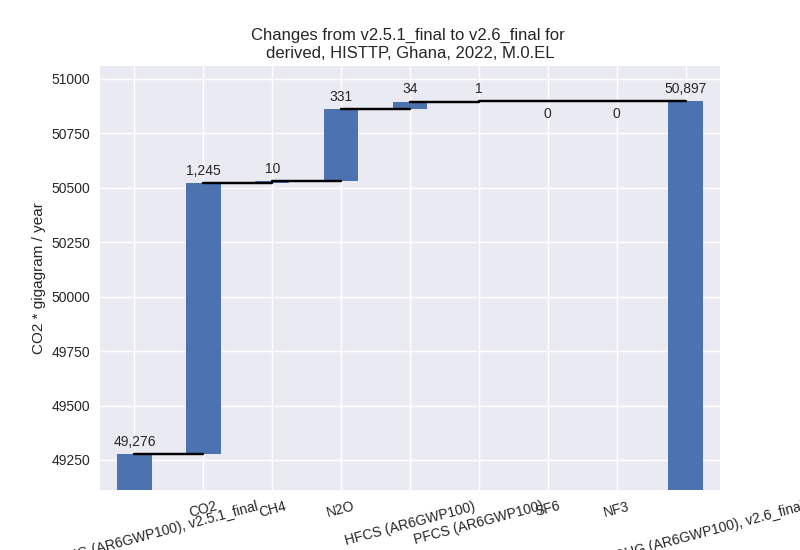 Changes from v2.5.1_final to v2.6_final for
derived, HISTTP, Ghana, 2022, M.0.EL
CO2 * gigagram / year
51000
50750
50500
50250
50000
49750
49500
49250
49,276
1,245
10
331
34
1
0
0
50,897
(AR6GWP100), v2.5.1_final
CO2
CH4
N2O
HFCS (AR6GWP100)
PFCS (AR6GWP100)
SF6
NF3
(AR6GWP100), v2.6_final